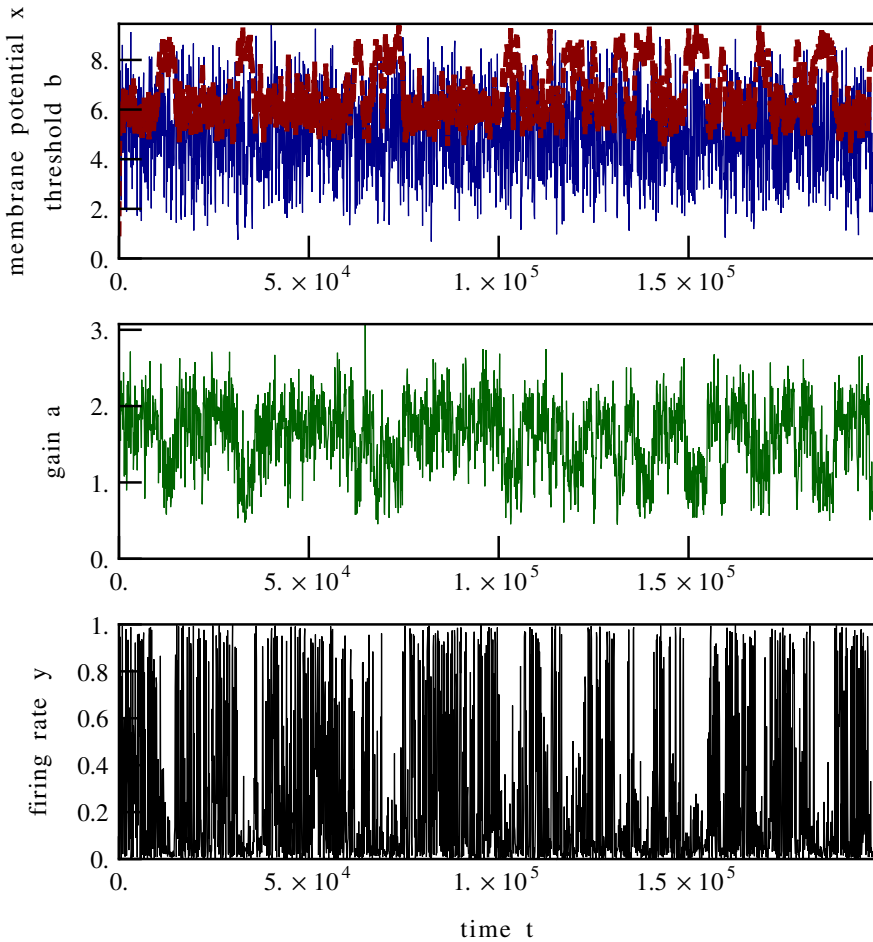 membrane potential x
threshold b
8.
6.
4.
2.
0.
0.
5. × 10^4
1. × 10^5
1.5 × 10^5
gain a
3.
2.
1.
0.
0.
5. × 10^4
1. × 10^5
1.5 × 10^5
firing rate y
1.
0.8
0.6
0.4
0.2
0.
0.
5. × 10^4
1. × 10^5
1.5 × 10^5
time t